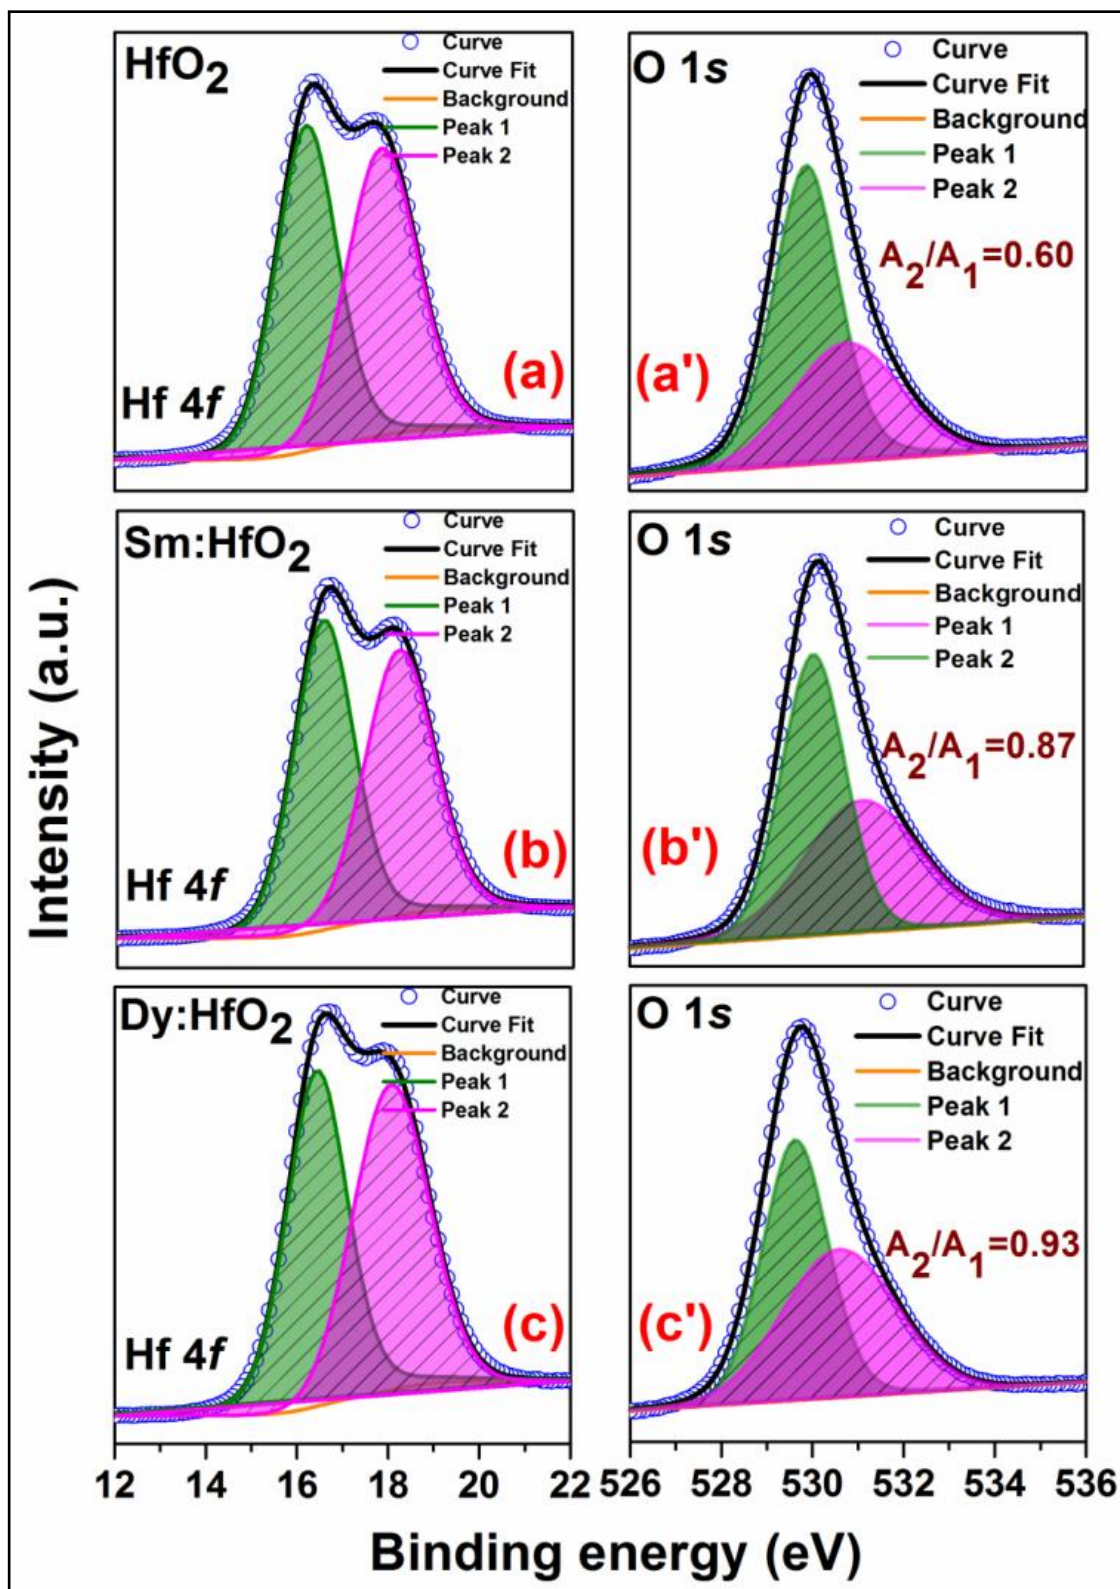 Intensity (a.u.)
HfO2
Curve
Curve Fit
Background
Peak 1
Peak 2
(a)
Hf 4f
O 1s
Curve
Curve Fit
Background
Peak 1
Peak 2
A2/A1=0.60
(a')
Sm:HfO2
Curve
Curve Fit
Background
Peak 1
Peak 2
(b)
Hf 4f
O 1s
Curve
Curve Fit
Background
Peak 1
Peak 2
A2/A1=0.87
(b')
Dy:HfO2
Curve
Curve Fit
Background
Peak 1
Peak 2
(c)
Hf 4f
O 1s
Curve
Curve Fit
Background
Peak 1
Peak 2
A2/A1=0.93
(c')
12 14 16 18 20 22
526 528 530 532 534 536
Binding energy (eV)